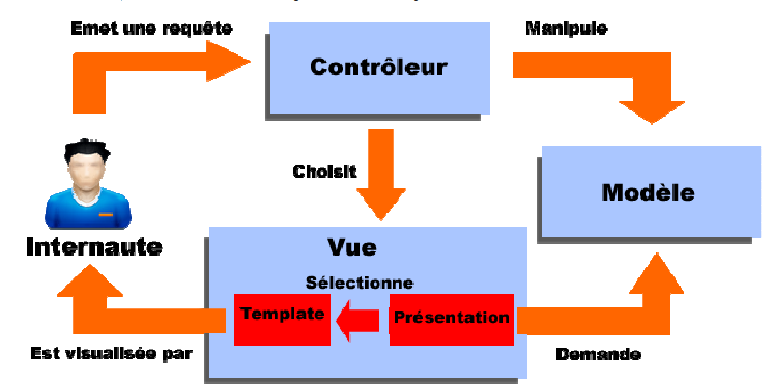 Emet une requête
Manipule
Contrôleur
Choisit
Modèle
Internaute
Vue
Sélectionne
Template
Présentation
Est visualisée par
Demande